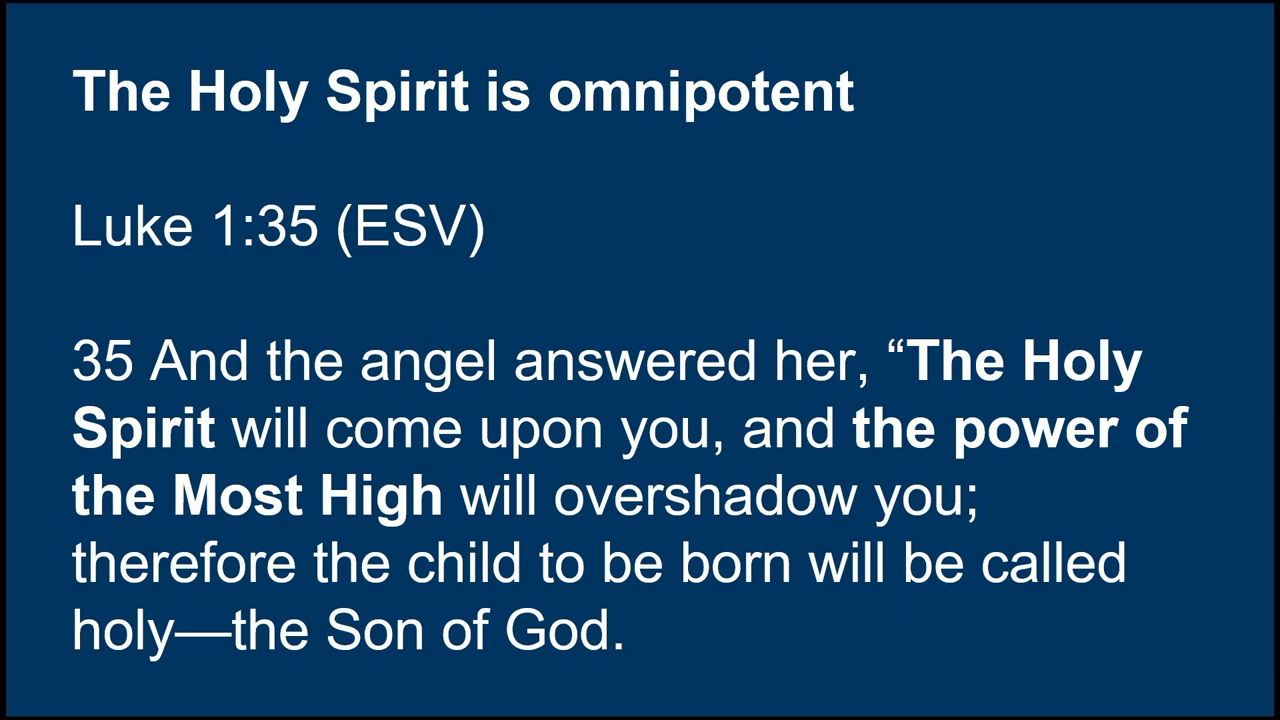 The Holy Spirit is omnipotent
Luke 1:35 (ESV)
35 And the angel answered her, “The Holy
Spirit will come upon you, and the power of
the Most High will overshadow you;
therefore the child to be born will be called
holy—the Son of God.